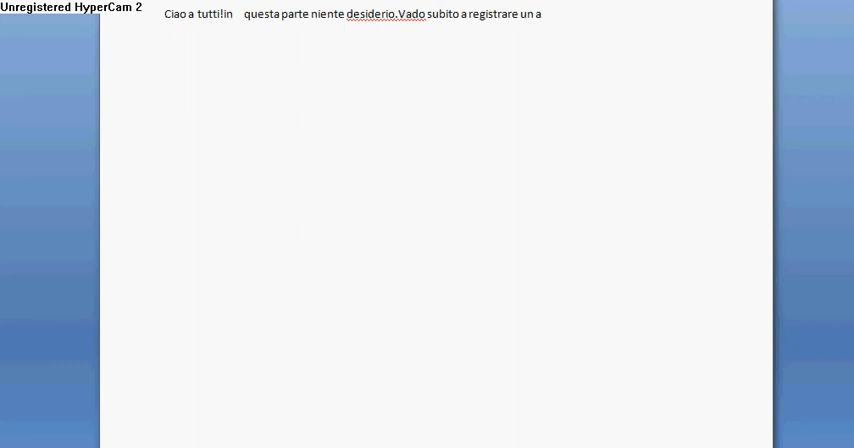 Unregistered HyperCam 2
Ciao a tutti!in questa parte niente desiderio.Vado subito a registrare un a